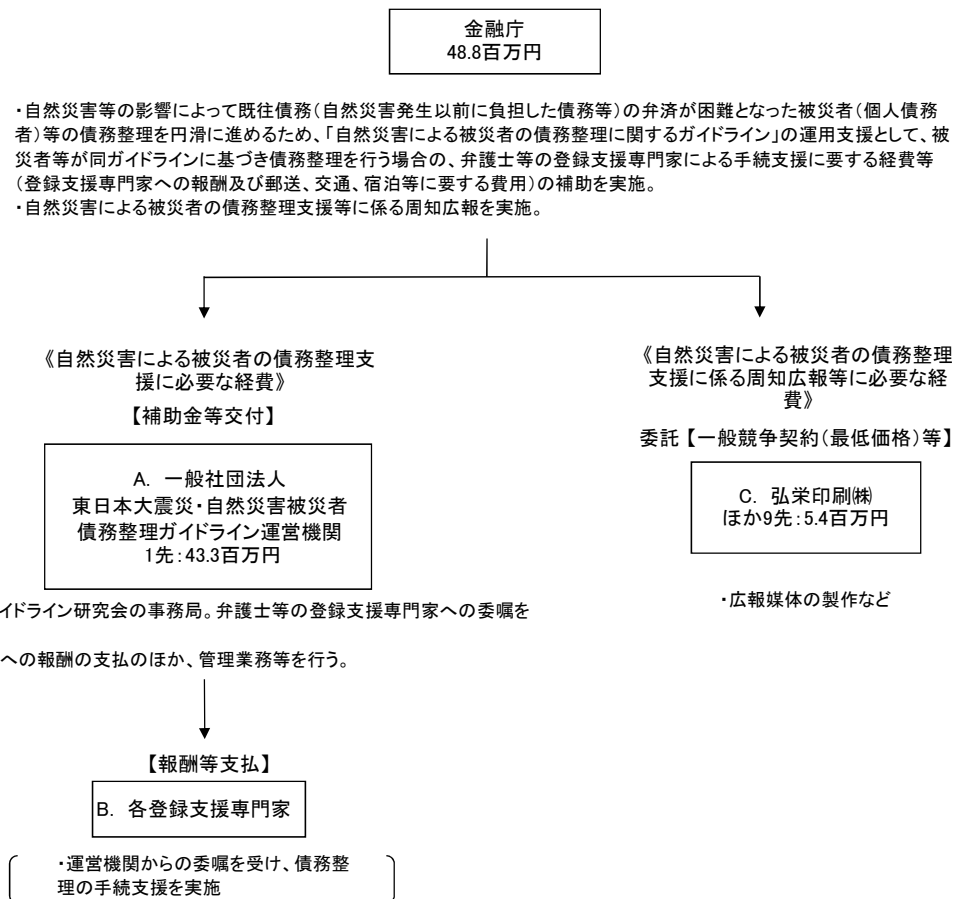 金融庁
48.8百万円
・自然災害等の影響によって既往債務（自然災害発生以前に負担した債務等）の弁済が困難となった被災者（個人債務
者）等の債務整理を円滑に進めるため、「自然災害による被災者の債務整理に関するガイドライン」の運用支援として、被
災者等が同ガイドラインに基づき債務整理を行う場合の、弁護士等の登録支援専門家による手続支援に要する経費等
（登録支援専門家への報酬及び郵送、交通、宿泊等に要する費用）の補助を実施。
・自然災害による被災者の債務整理支援等に係る周知広報を実施。
《自然災害による被災者の債務整理支
援に必要な経費》
【補助金等交付】
A. 一般社団法人
東日本大震災・自然災害被災者
債務整理ガイドライン運営機関
1先：43.3百万円
イドライン研究会の事務局。弁護士等の登録支援専門家への委嘱を
への報酬の支払のほか、管理業務等を行う。
【報酬等支払】
B. 各登録支援専門家
・運営機関からの委嘱を受け、債務整
理の手続支援を実施
《自然災害による被災者の債務整理
支援に係る周知広報等に必要な経
費》
委託【一般競争契約（最低価格）等】
C. 弘栄印刷㈱
ほか9先：5.4百万円
・広報媒体の製作など